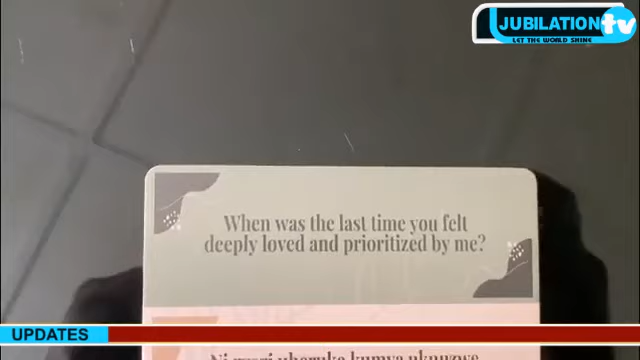 JUBILATION tv
LET THE WORLD SHINE
When was the last time you felt
deeply loved and prioritized by me?
UPDATES